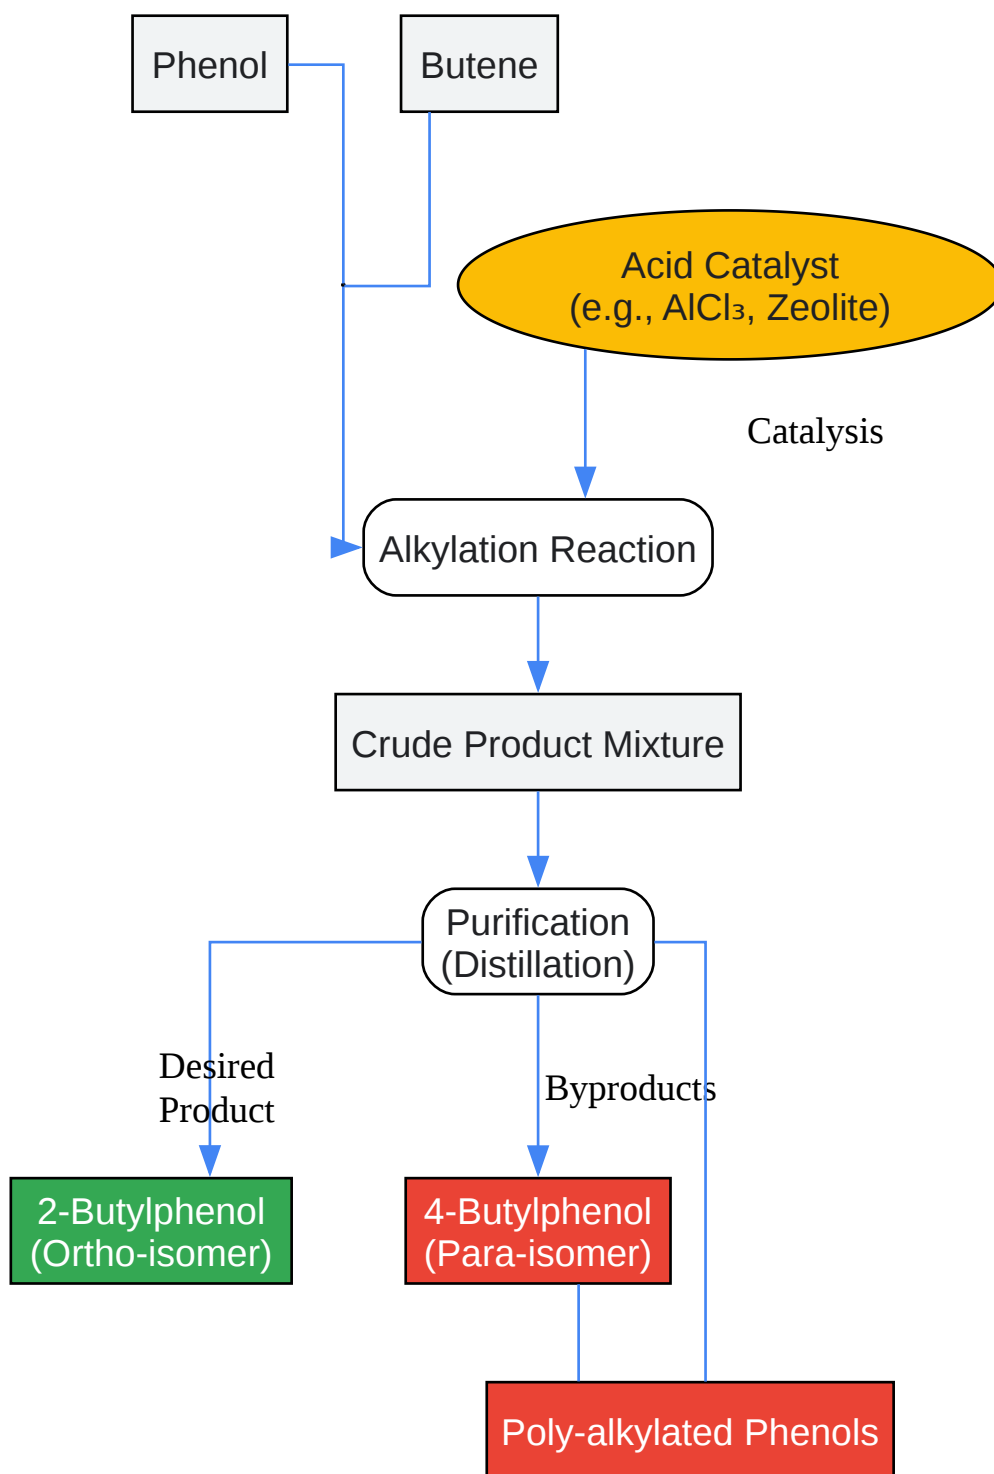 Phenol
Butene
Acid Catalyst
(e.g., AlCl₃, Zeolite)
Catalysis
Alkylation Reaction
Crude Product Mixture
Purification
(Distillation)
Desired
Product
Byproducts
2-Butylphenol
(Ortho-isomer)
4-Butylphenol
(Para-isomer)
Poly-alkylated Phenols